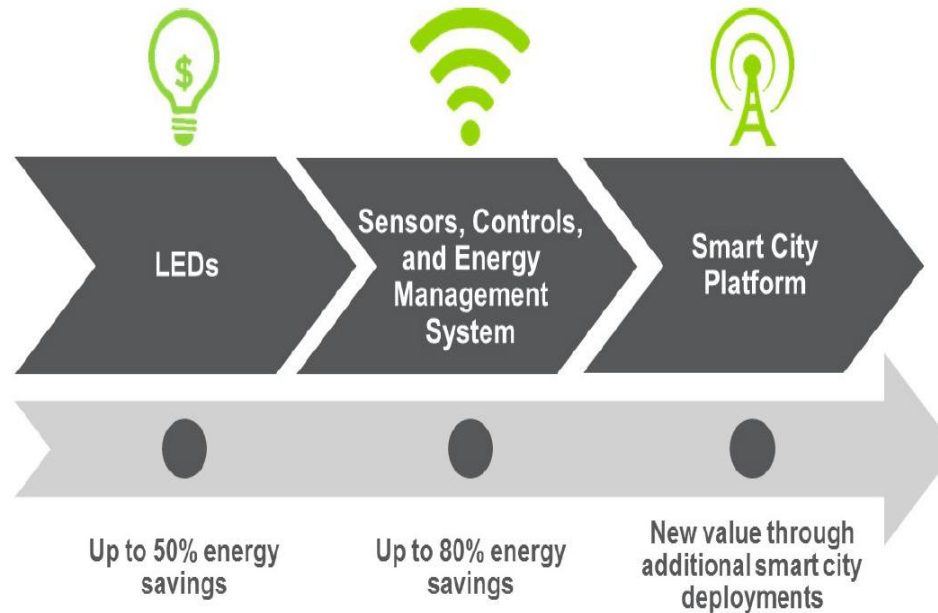 $
LEDs
Sensors, Controls,
and Energy
Management
System
Smart City
Platform
Up to 50% energy
savings
Up to 80% energy
savings
New value through
additional smart city
deployments